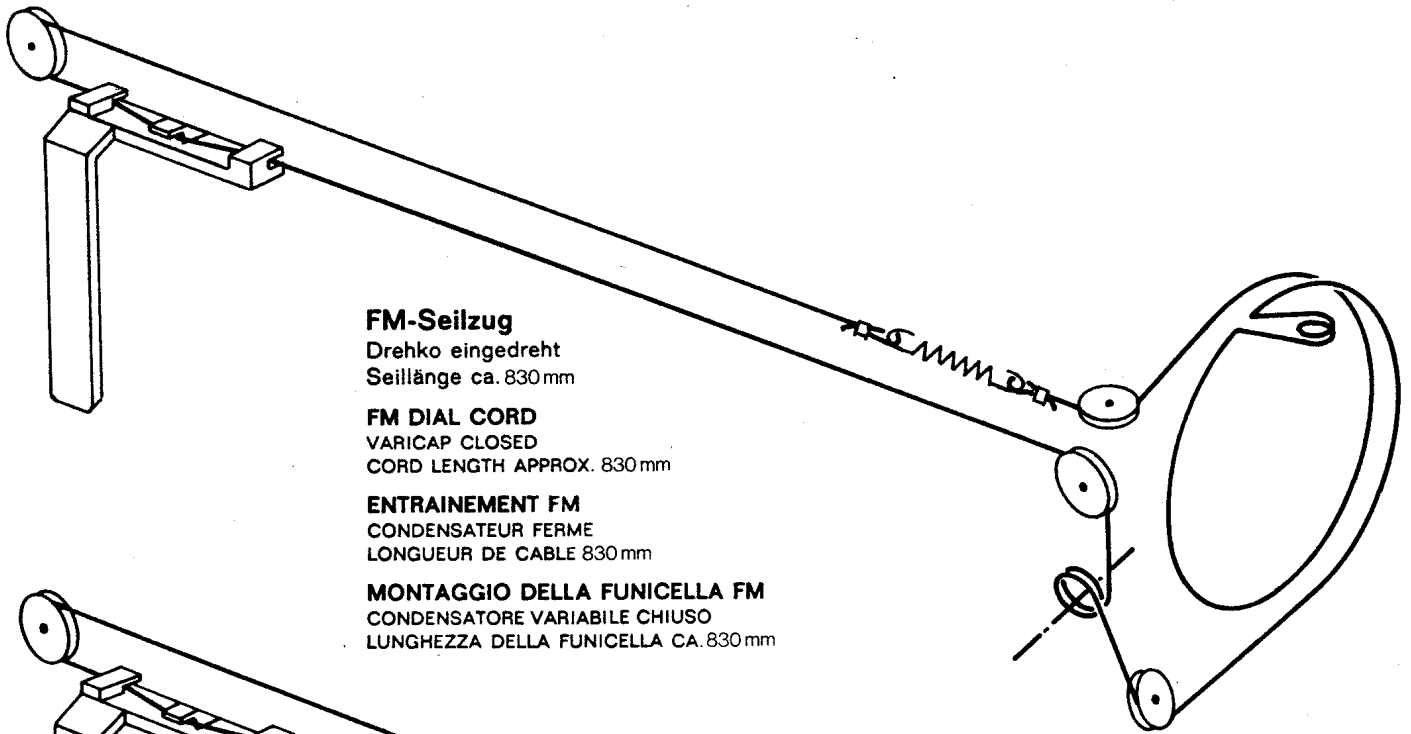 FM-Seilzug
Drehko eingedreht
Seillänge ca. 830 mm
FM DIAL CORD
VARICAP CLOSED
CORD LENGTH APPROX. 830 mm
ENTRAINEMENT FM
CONDENSATEUR FERME
LONGUEUR DE CABLE 830 mm
MONTAGGIO DELLA FUNICELLA FM
CONDENSATORE VARIABILE CHIUSO
LUNGHEZZA DELLA FUNICELLA CA. 830 mm